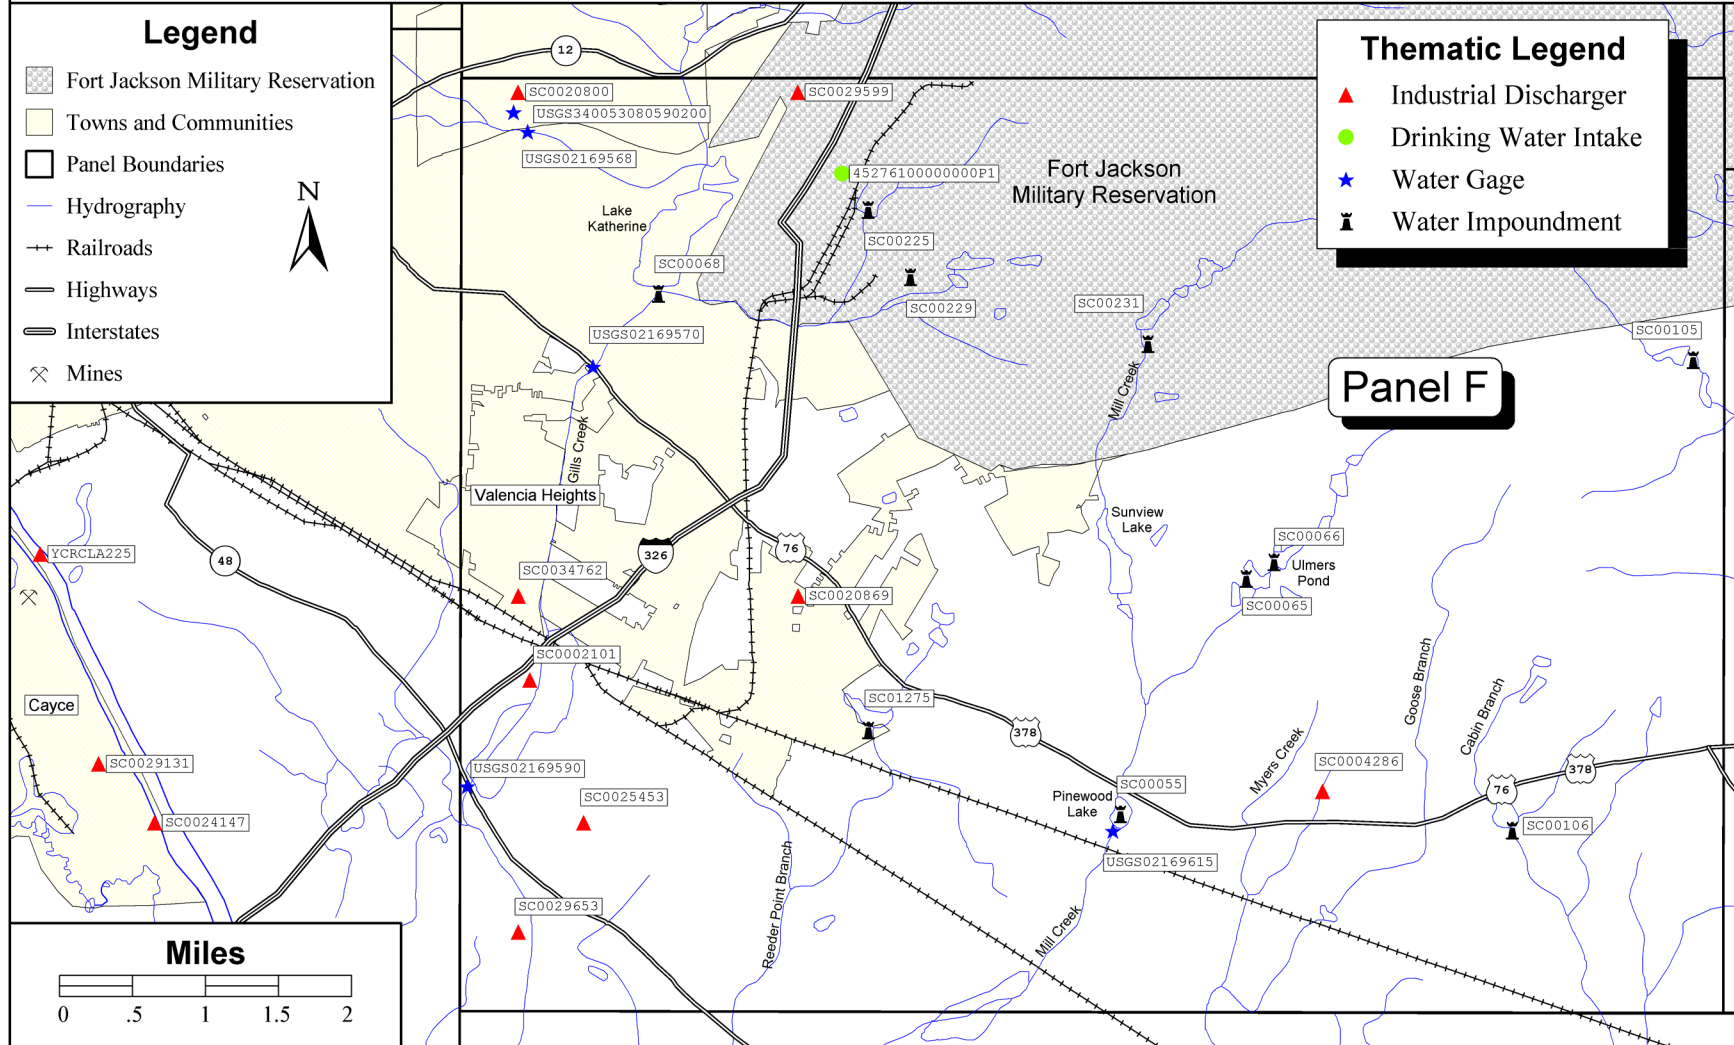 Legend
Fort Jackson Military Reservation
Towns and Communities
Panel Boundaries
Hydrography
Railroads
Highways
Interstates
Mines
N
Thematic Legend
Industrial Discharger
Drinking Water Intake
Water Gage
Water Impoundment
12
SC0020800
USGS340053080590200
USGS02169568
SC0029599
45276100000000P1
Fort Jackson
Military Reservation
Lake
Katherine
SC00225
SC00068
SC00229
SC00231
SC00105
USGS02169570
Panel F
Mill Creek
Gills Creek
Valencia Heights
Sunview
Lake
SC00066
Ulmers
Pond
SC00065
YCRCLA225
48
326
76
SC0034762
SC0020869
SC0002101
Cayce
SC01275
378
Goose Branch
Cabin Branch
Myers Creek
SC0029131
USGS02169590
SC0025453
SC0024147
SC00055
Pinewood
Lake
USGS02169615
SC0004286
76
378
SC00106
SC0029653
Reeder Point Branch
Mill Creek
Miles
0 .5 1 1.5 2